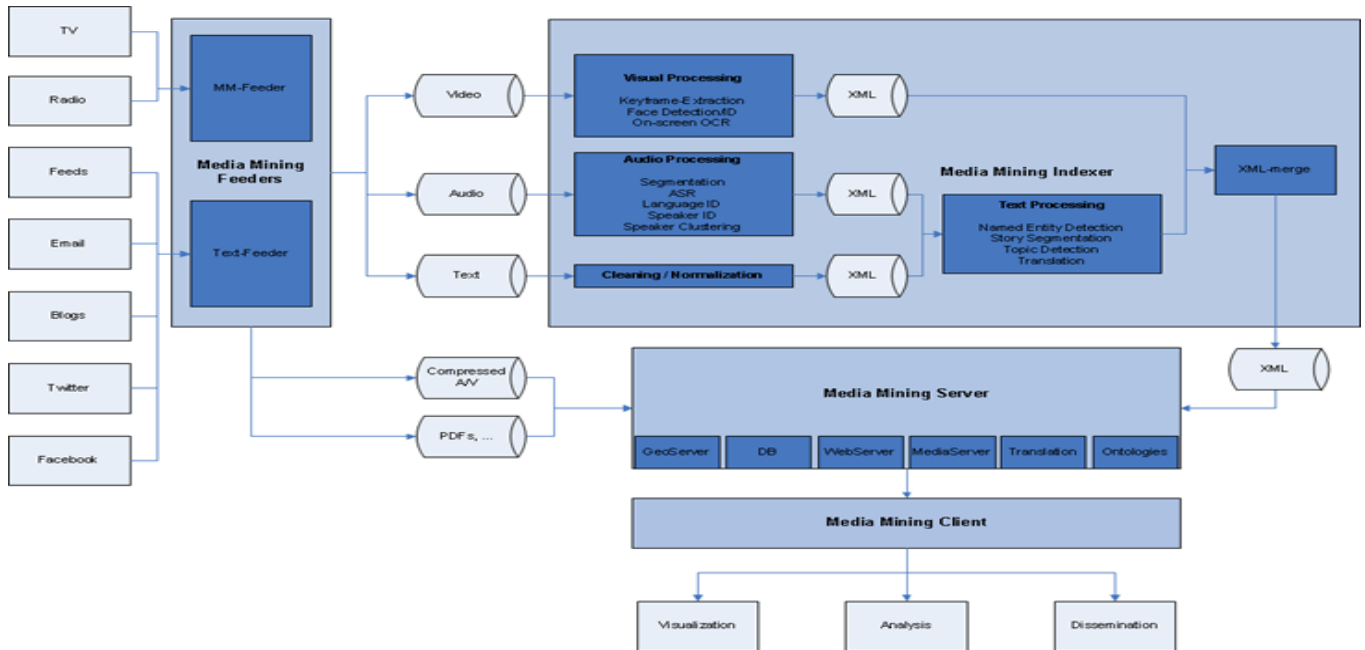 TV
Radio
Feeds
Email
Blogs
Twitter
Facebook
MM-Feeder
Media Mining
Feeders
Text-Feeder
Video
Audio
Text
Compressed
A/V
PDFs, ...
Visual Processing
Keyframe-Extraction
Face Detection/ID
On-screen OCR
Audio Processing
Segmentation
ASR
Language ID
Speaker ID
Speaker Clustering
Cleaning / Normalization
XML
XML
XML
Media Mining Indexer
Text Processing
Named Entity Detection
Story Segmentation
Topic Detection
Translation
XML-merge
XML
Media Mining Server
GeoServer
DB
WebServer
MediaServer
Translation
Ontologies
Media Mining Client
Visualization
Analysis
Dissemination